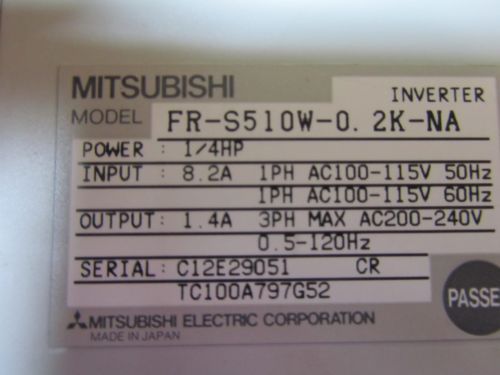 MITSUBISHI
INVERTER
MODEL FR-S510W-0.2K-NA
POWER : 1/4HP
INPUT : 8.2A 1PH AC100-115V 50Hz
1PH AC100-115V 60Hz
OUTPUT: 1.4A 3PH MAX AC200-240V
0.5-120Hz
SERIAL: C12E29051 CR
TC100A797G52
PASSE
MITSUBISHI ELECTRIC CORPORATION
MADE IN JAPAN